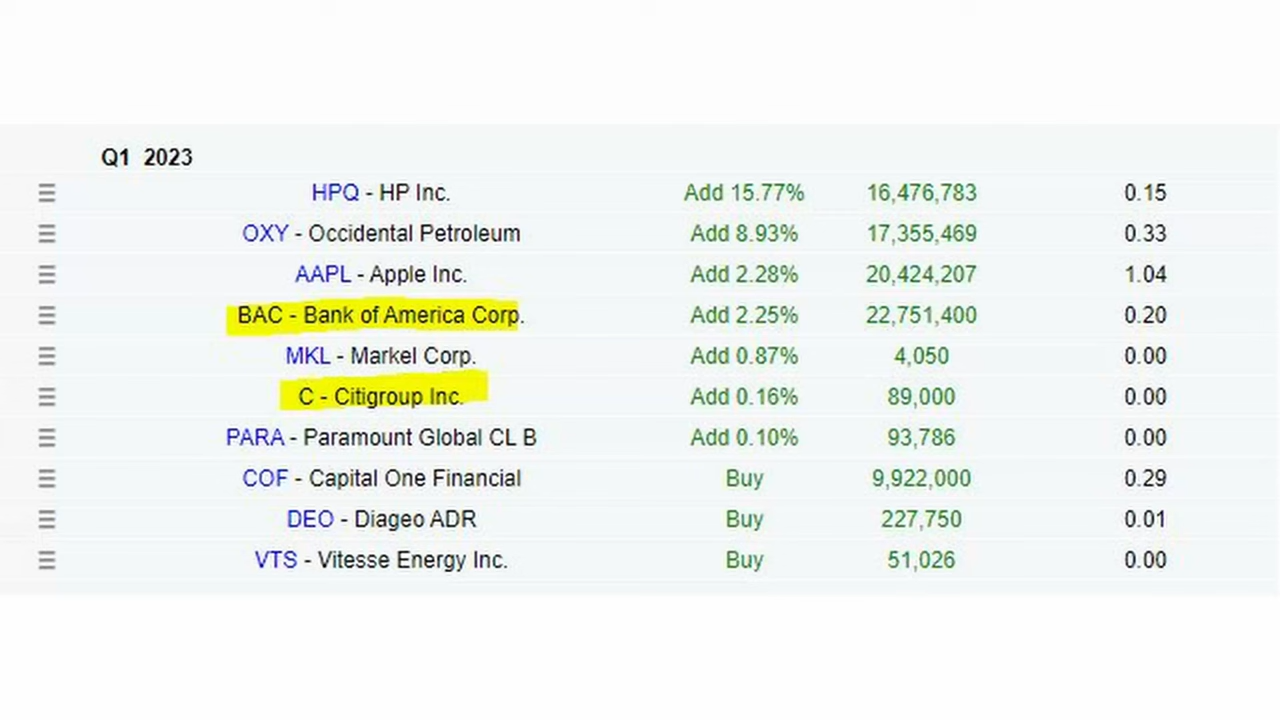 Q1 2023
HPQ - HP Inc. Add 15.77% 16,476,783 0.15
OXY - Occidental Petroleum Add 8.93% 17,355,469 0.33
AAPL - Apple Inc. Add 2.28% 20,424,207 1.04
BAC - Bank of America Corp. Add 2.25% 22,751,400 0.20
MKL - Markel Corp. Add 0.87% 4,050 0.00
C - Citigroup Inc. Add 0.16% 89,000 0.00
PARA - Paramount Global CL B Add 0.10% 93,786 0.00
COF - Capital One Financial Buy 9,922,000 0.29
DEO - Diageo ADR Buy 227,750 0.01
VTS - Vitesse Energy Inc. Buy 51,026 0.00